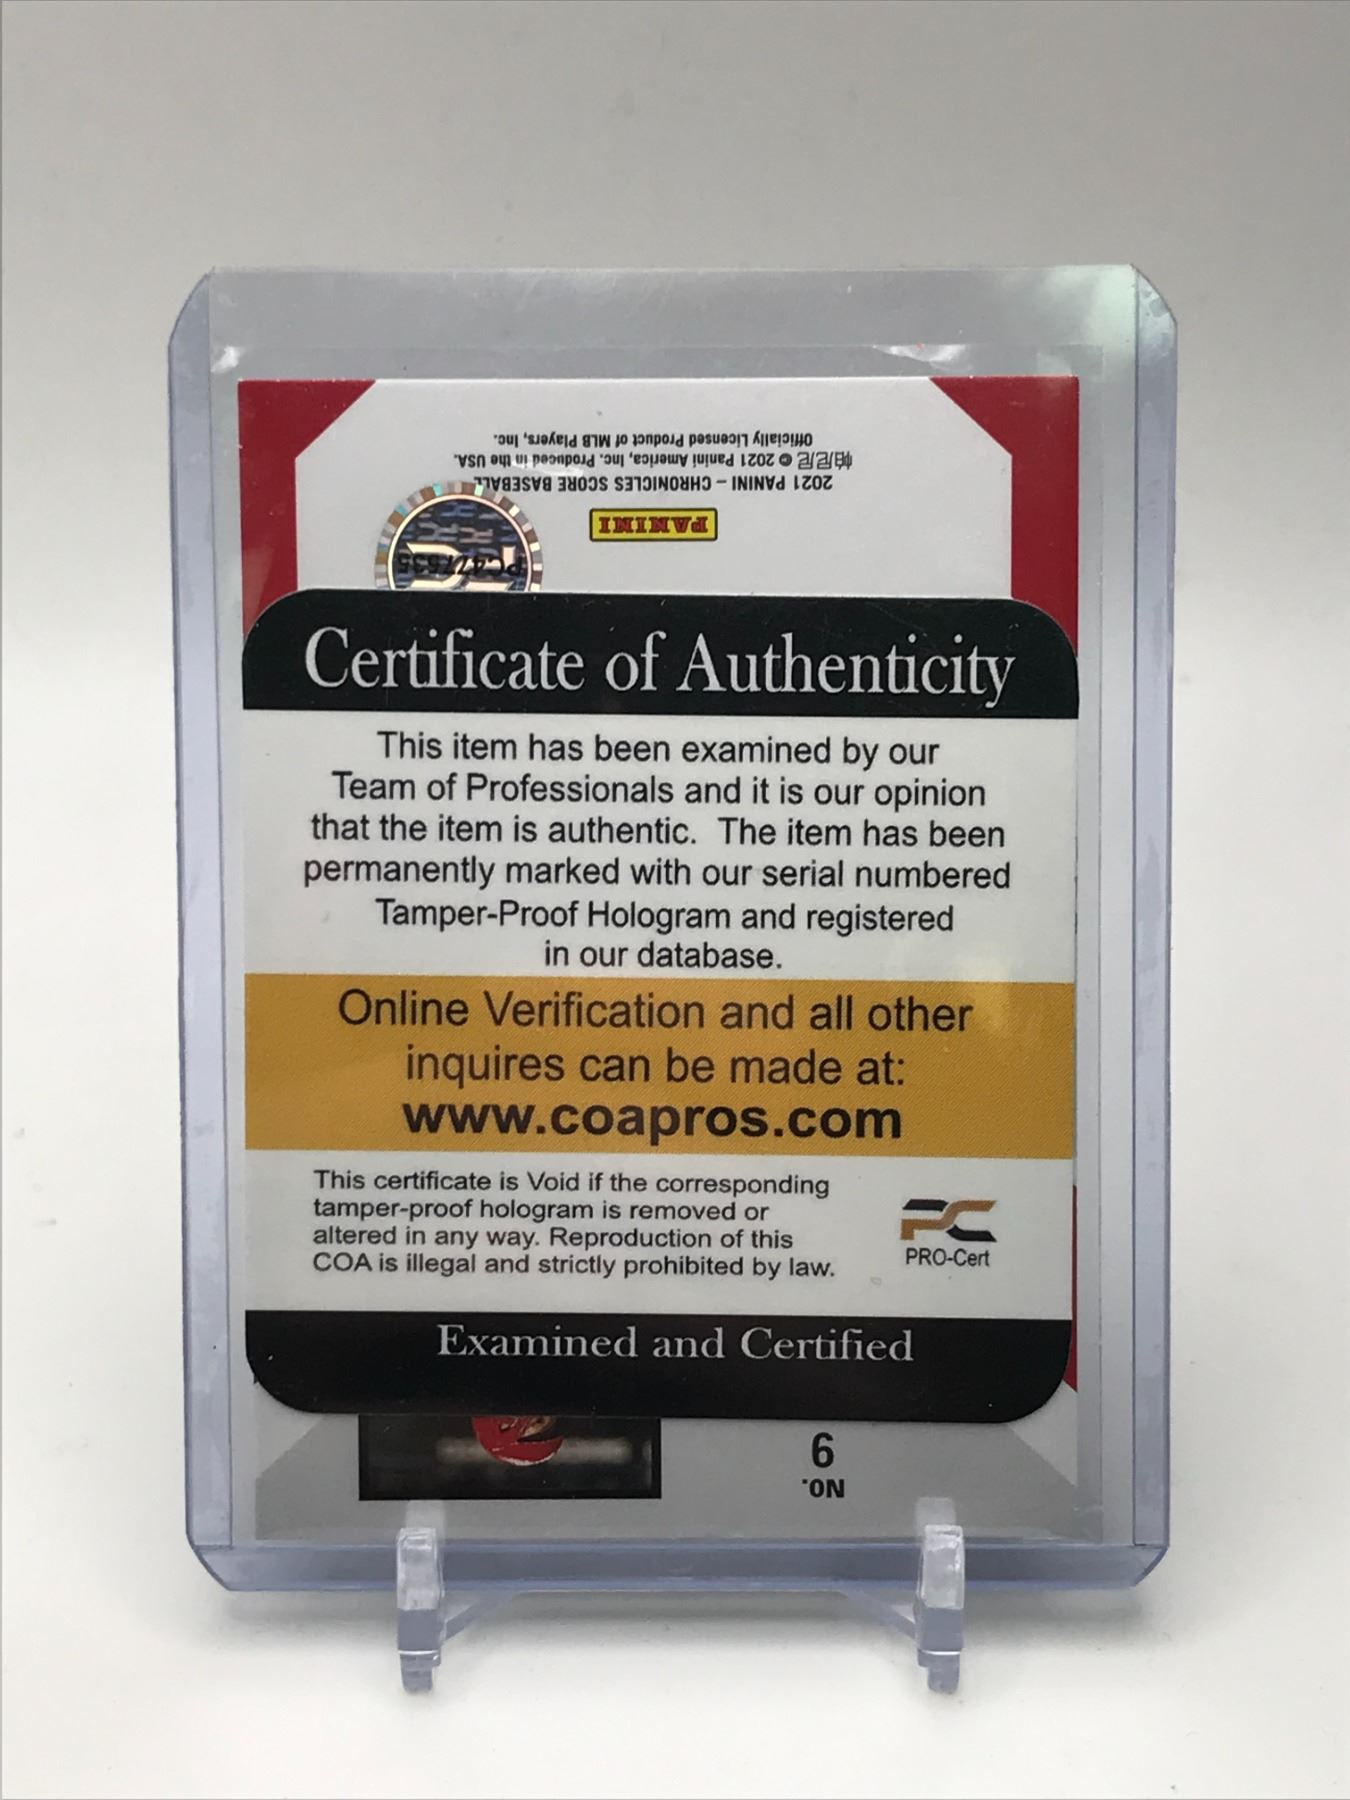 Officially Licensed Product of MLB Players, Inc.
帕尼尼 © 2021 Panini America, Inc. Produced in the USA.
2021 PANINI – CHRONICLES SCORE BASEBALL
PANINI
PC477635
Certificate of Authenticity
This item has been examined by our
Team of Professionals and it is our opinion
that the item is authentic. The item has been
permanently marked with our serial numbered
Tamper-Proof Hologram and registered
in our database.
Online Verification and all other
inquires can be made at:
www.coapros.com
This certificate is Void if the corresponding
tamper-proof hologram is removed or
altered in any way. Reproduction of this
COA is illegal and strictly prohibited by law.
PC
PRO-Cert
Examined and Certified
NO.
9